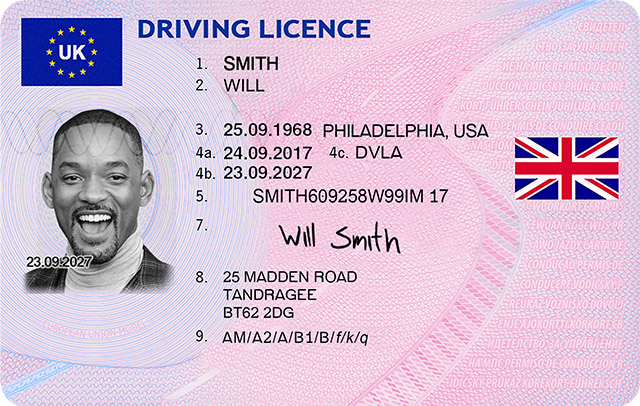 UK
DRIVING LICENCE
1. SMITH
2. WILL
3. 25.09.1968 PHILADELPHIA, USA
4a. 24.09.2017 4c. DVLA
4b. 23.09.2027
5. SMITH609258W99IM 17
7. Will Smith
23.09.2027
8. 25 MADDEN ROAD
TANDRAGEE
BT62 2DG
9. AM/A2/A/B1/B/f/k/q